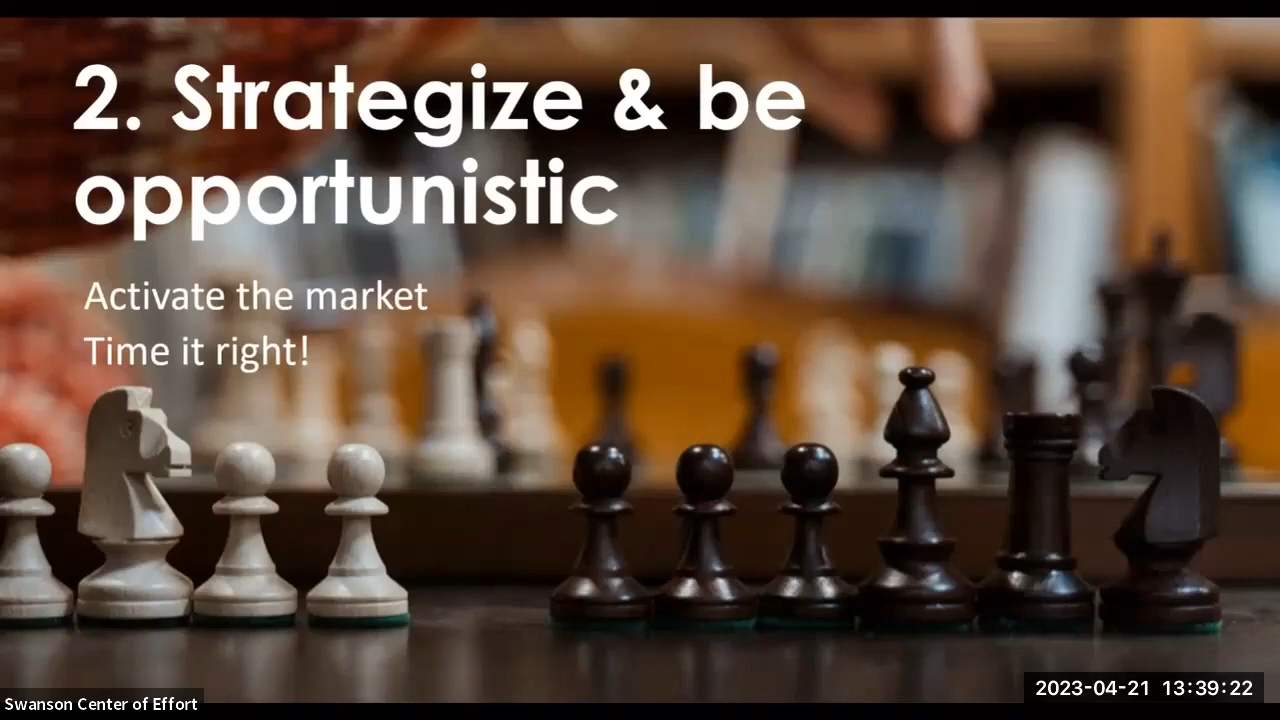 2. Strategize & be
opportunistic
Activate the market
Time it right!
Swanson Center of Effort
2023-04-21 13:39:22